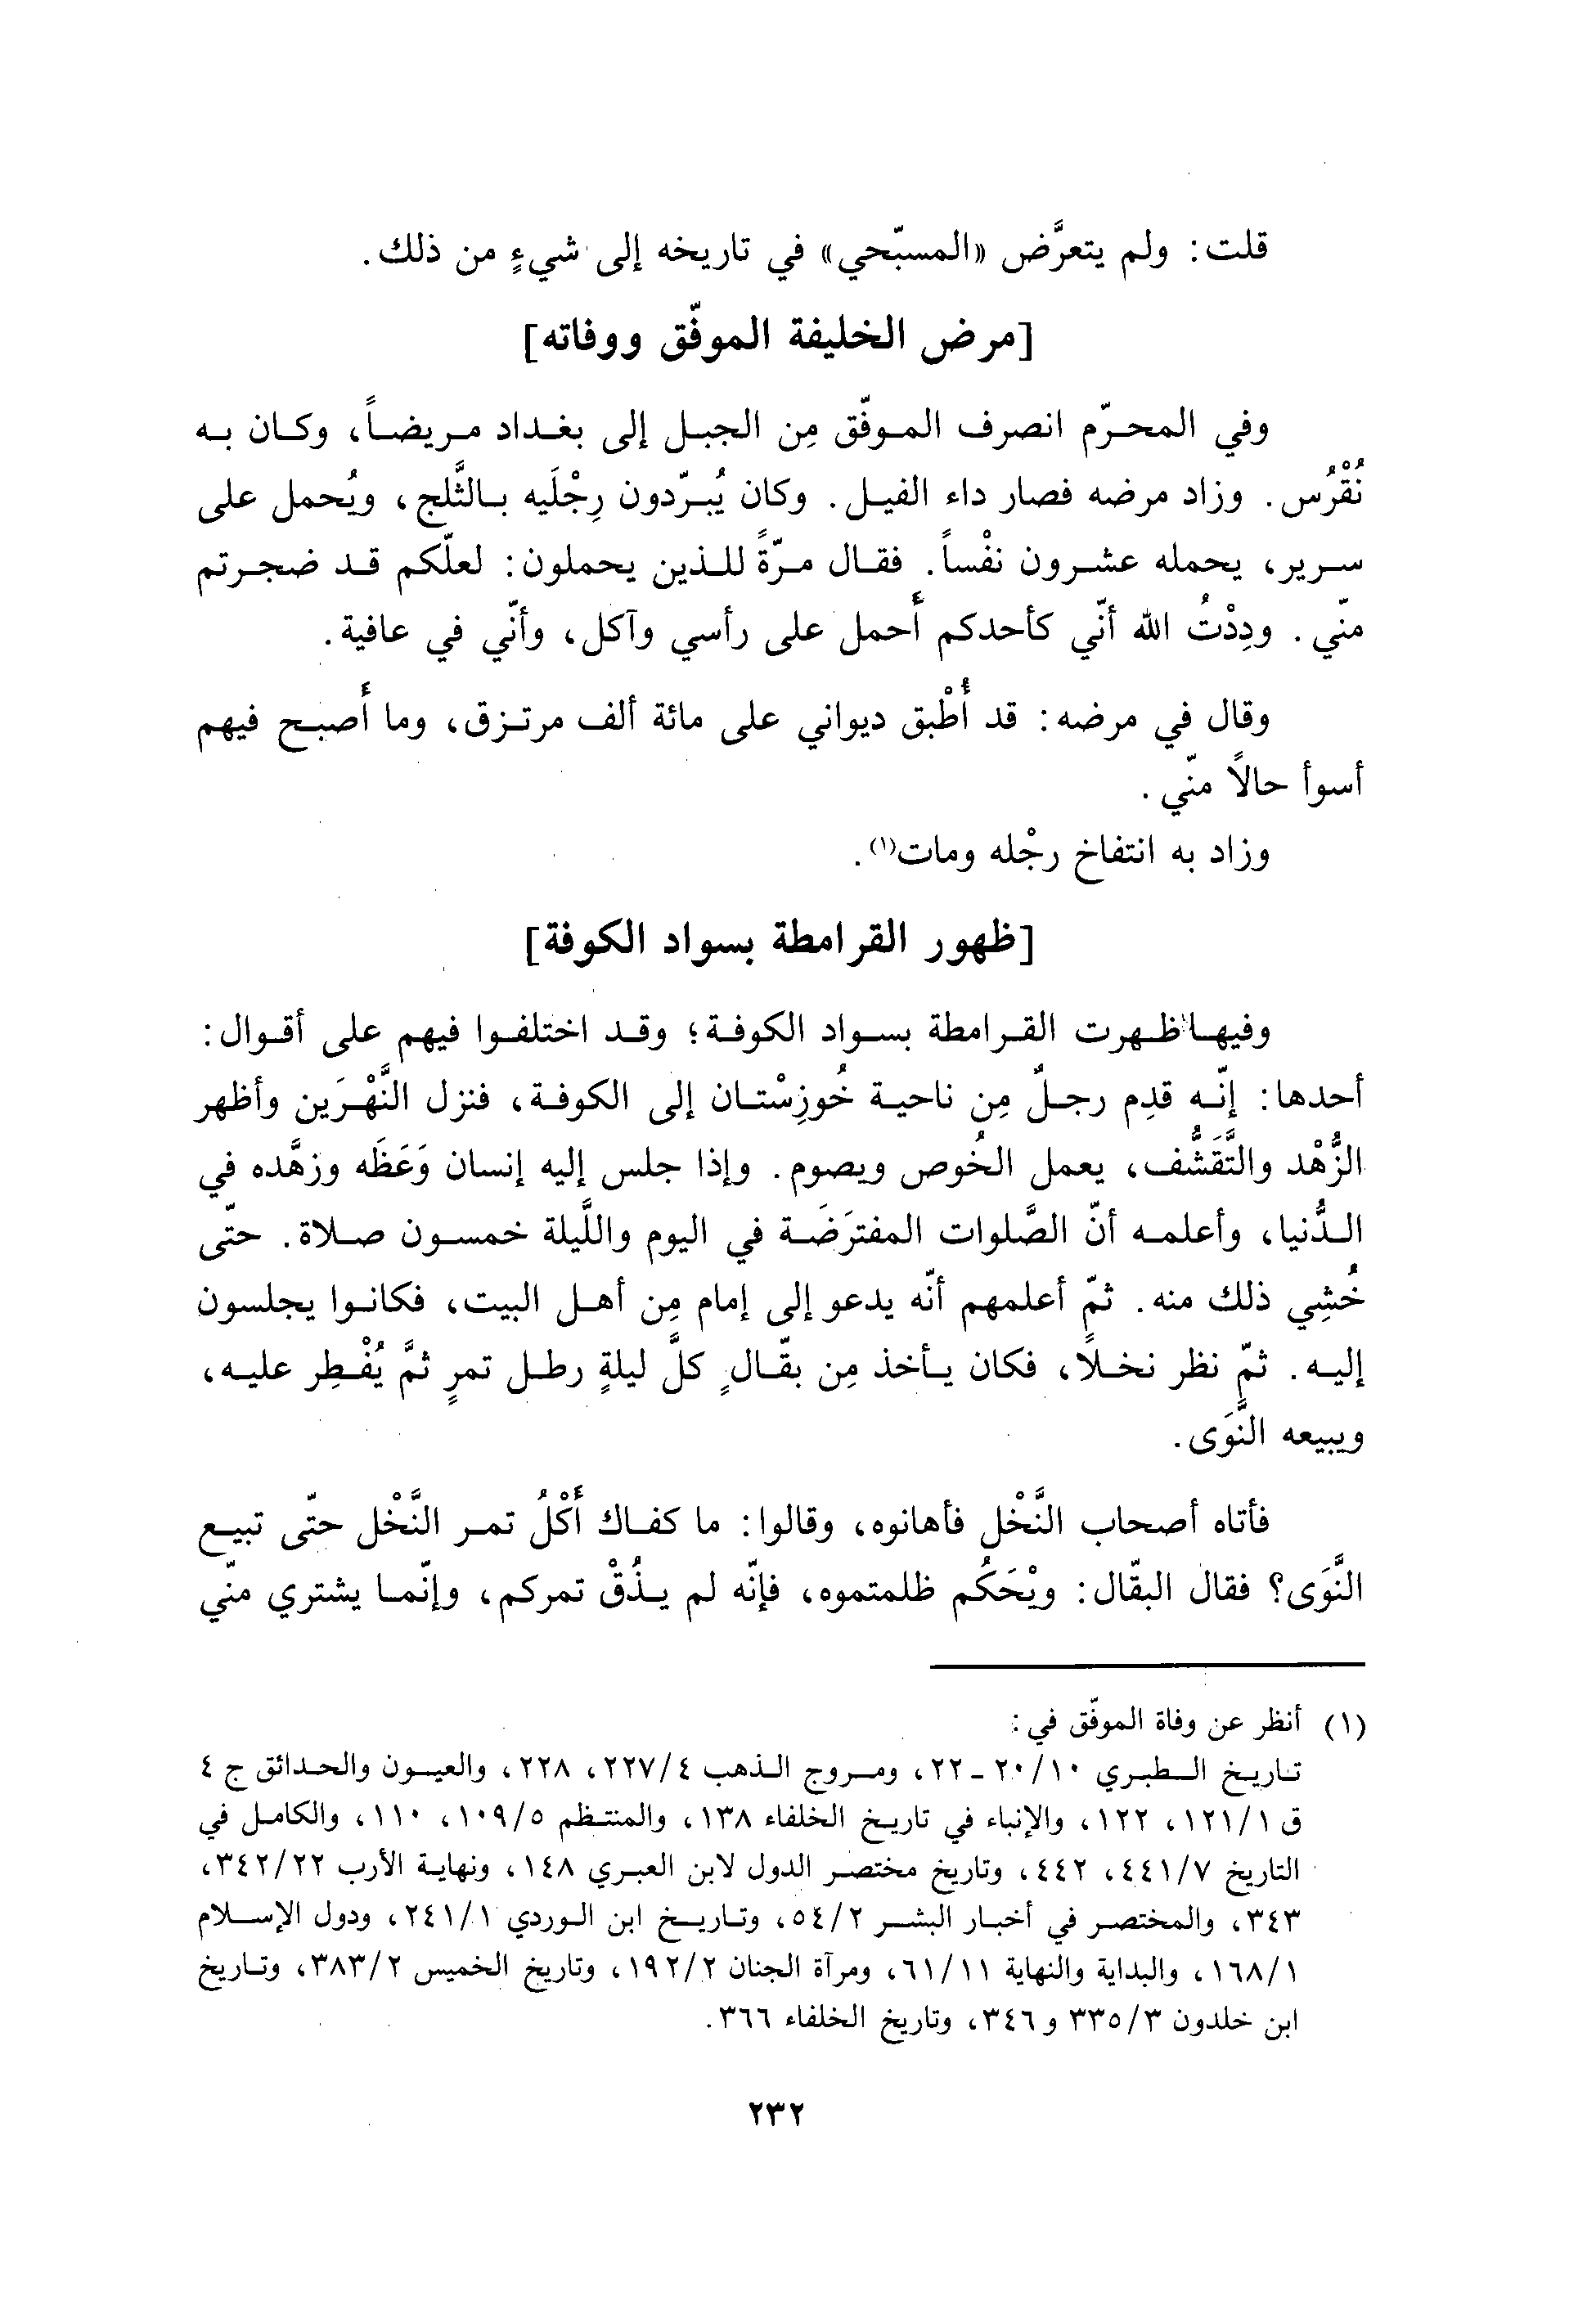 قلت: ولم يتعرَّض «المسبّحي» في تاريخه إلى شيءٍ من ذلك.
[مرض الخليفة الموفّق ووفاته]
وفي المحرّم انصرف الموفّق مِن الجبل إلى بغداد مريضاً، وكان به
نُقْرُس. وزاد مرضه فصار داء الفيل. وكان يُبرّدون رِجْلَيه بالثَّلج، ويُحمل على
سرير، يحمله عشرون نفْساً. فقال مرّةً للذين يحملون: لعلّكم قد ضجرتم
منّي. ودِدْتُ الله أنّي كأحدكم أُحمل على رأسي وآكل، وأنّي في عافية.
وقال في مرضه: قد أُطْبق ديواني على مائة ألف مرتزق، وما أَصبح فيهم
أسوأ حالاً منّي.
وزاد به انتفاخ رجْله ومات(١).
[ظهور القرامطة بسواد الكوفة]
وفيها ظهرت القرامطة بسواد الكوفة؛ وقد اختلفوا فيهم على أقوال:
أحدها: إنّه قدِم رجلٌ مِن ناحية خُوزِسْتان إلى الكوفة، فنزل النَّهْرَين وأظهر
الزُّهْد والتَّقَشُّف، يعمل الخُوص ويصوم. وإذا جلس إليه إنسان وَعَظَه وزهَّده في
الدُّنيا، وأعلمه أنّ الصَّلوات المفترَضَة في اليوم واللَّيلة خمسون صلاة. حتّى
خُشِي ذلك منه. ثمّ أعلمهم أنّه يدعو إلى إمام مِن أهل البيت، فكانوا يجلسون
إليه. ثمّ نظر نخلاً، فكان يأخذ مِن بقّالٍ كلَّ ليلةٍ رطل تمرٍ ثمَّ يُفْطِر عليه،
ويبيعه النَّوَى.
فأتاه أصحاب النَّخْل فأهانوه، وقالوا: ما كفاك أَكْلُ تمر النَّخْل حتّى تبيع
النَّوَى؟ فقال البقّال: ويْحَكُم ظلمتموه، فإنّه لم يذُقْ تمركم، وإنّما يشتري منّي
(١) أنظر عن وفاة الموفّق في:
تاريخ الطبري ١٠/‏٢٠ ـ ٢٢، ومروج الذهب ٤/‏٢٢٧، ٢٢٨، والعيون والحدائق ج ٤
ق ١/‏١٢١، ١٢٢، والإنباء في تاريخ الخلفاء ١٣٨، والمنتظم ٥/‏١٠٩، ١١٠، والكامل في
التاريخ ٧/‏٤٤١، ٤٤٢، وتاريخ مختصر الدول لابن العبري ١٤٨، ونهاية الأرب ٢٢/‏٣٤٢،
٣٤٣، والمختصر في أخبار البشر ٢/‏٥٤، وتاريخ ابن الوردي ١/‏٢٤١، ودول الإسلام
١/‏١٦٨، والبداية والنهاية ١١/‏٦١، ومرآة الجنان ٢/‏١٩٢، وتاريخ الخميس ٢/‏٣٨٣، وتاريخ
ابن خلدون ٣/‏٣٣٥ و٣٤٦، وتاريخ الخلفاء ٣٦٦.
٢٣٢